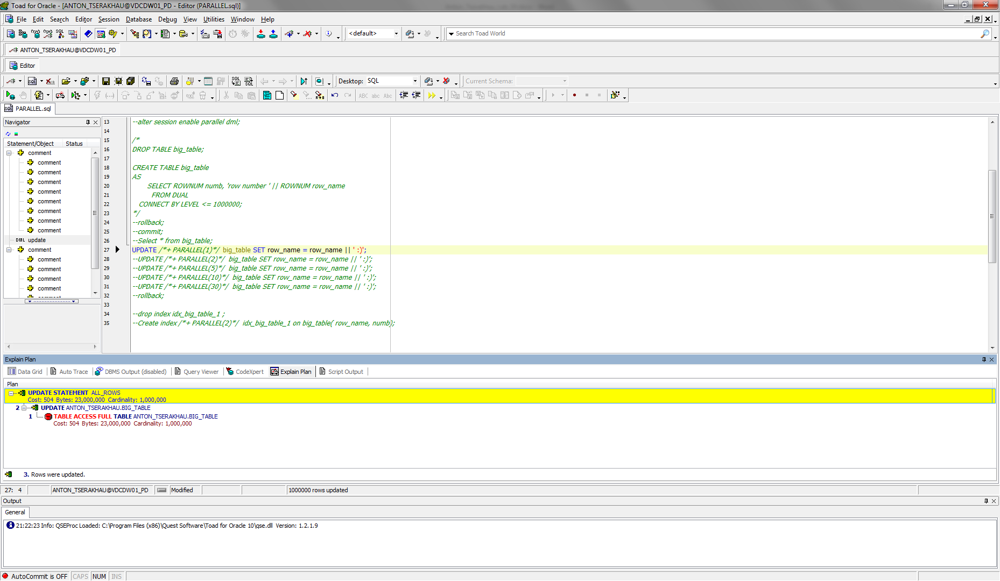 Toad for Oracle - [ANTON_TSERAKHAU@VDCDW01_PD - Editor (PARALLEL.sql)]
File Edit Search Editor Session Database Debug View Utilities Window Help
<default> Search Toad World
ANTON_TSERAKHAU@VDCDW01_PD
Editor
Desktop: SQL Current Schema:
PARALLEL.sql
Navigator
Statement/Object Status
comment
comment
comment
comment
comment
comment
comment
comment
comment
DML update
comment
comment
comment
comment
comment
13 --alter session enable parallel dml;
14
15 /*
16 DROP TABLE big_table;
17
18 CREATE TABLE big_table
19 AS
20 SELECT ROWNUM numb, 'row number ' || ROWNUM row_name
21 FROM DUAL
22 CONNECT BY LEVEL <= 1000000;
23 */
24 --rollback;
25 --commit;
26 --Select * from big_table;
27 UPDATE /*+ PARALLEL(1)*/ big_table SET row_name = row_name || ' :)';
28 --UPDATE /*+ PARALLEL(2)*/ big_table SET row_name = row_name || ' :)';
29 --UPDATE /*+ PARALLEL(5)*/ big_table SET row_name = row_name || ' :)';
30 --UPDATE /*+ PARALLEL(10)*/ big_table SET row_name = row_name || ' :)';
31 --UPDATE /*+ PARALLEL(30)*/ big_table SET row_name = row_name || ' :)';
32 --rollback;
33
34 --drop index idx_big_table_1 ;
35 --Create index /*+ PARALLEL(2)*/ idx_big_table_1 on big_table( row_name, numb);
Explain Plan
Data Grid Auto Trace DBMS Output (disabled) Query Viewer CodeXpert Explain Plan Script Output
Plan
UPDATE STATEMENT ALL_ROWS
Cost: 504 Bytes: 23,000,000 Cardinality: 1,000,000
2 UPDATE ANTON_TSERAKHAU.BIG_TABLE
1 TABLE ACCESS FULL TABLE ANTON_TSERAKHAU.BIG_TABLE
Cost: 504 Bytes: 23,000,000 Cardinality: 1,000,000
3. Rows were updated.
27: 4 ANTON_TSERAKHAU@VDCDW01_PD Modified 1000000 rows updated
Output
General
21:22:23 Info: QSEProc Loaded: C:\Program Files (x86)\Quest Software\Toad for Oracle 10\qse.dll Version: 1.2.1.9
AutoCommit is OFF CAPS NUM INS